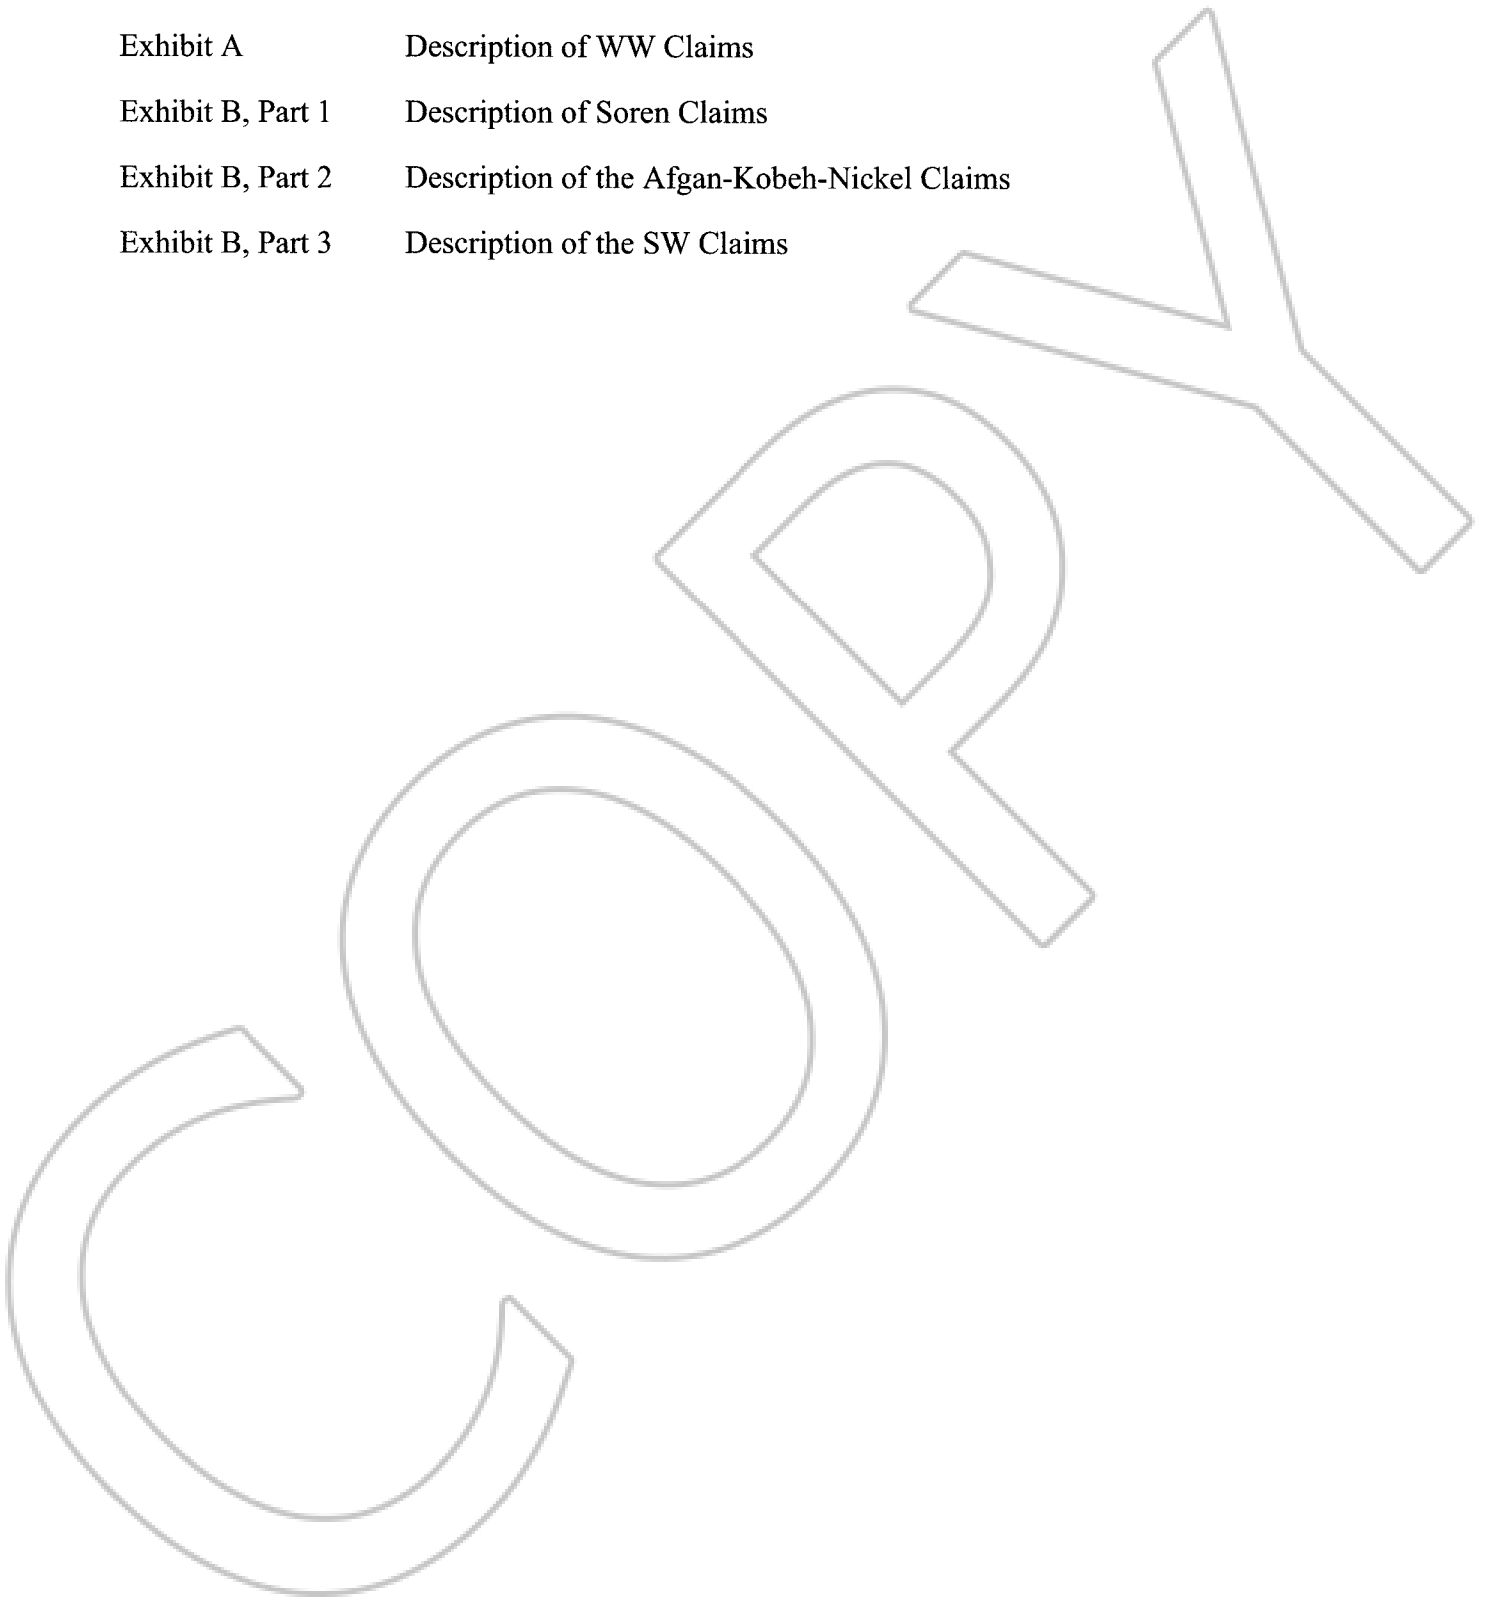 Exhibit A Description of WW Claims
Exhibit B, Part 1 Description of Soren Claims
Exhibit B, Part 2 Description of the Afgan-Kobeh-Nickel Claims
Exhibit B, Part 3 Description of the SW Claims
COPY